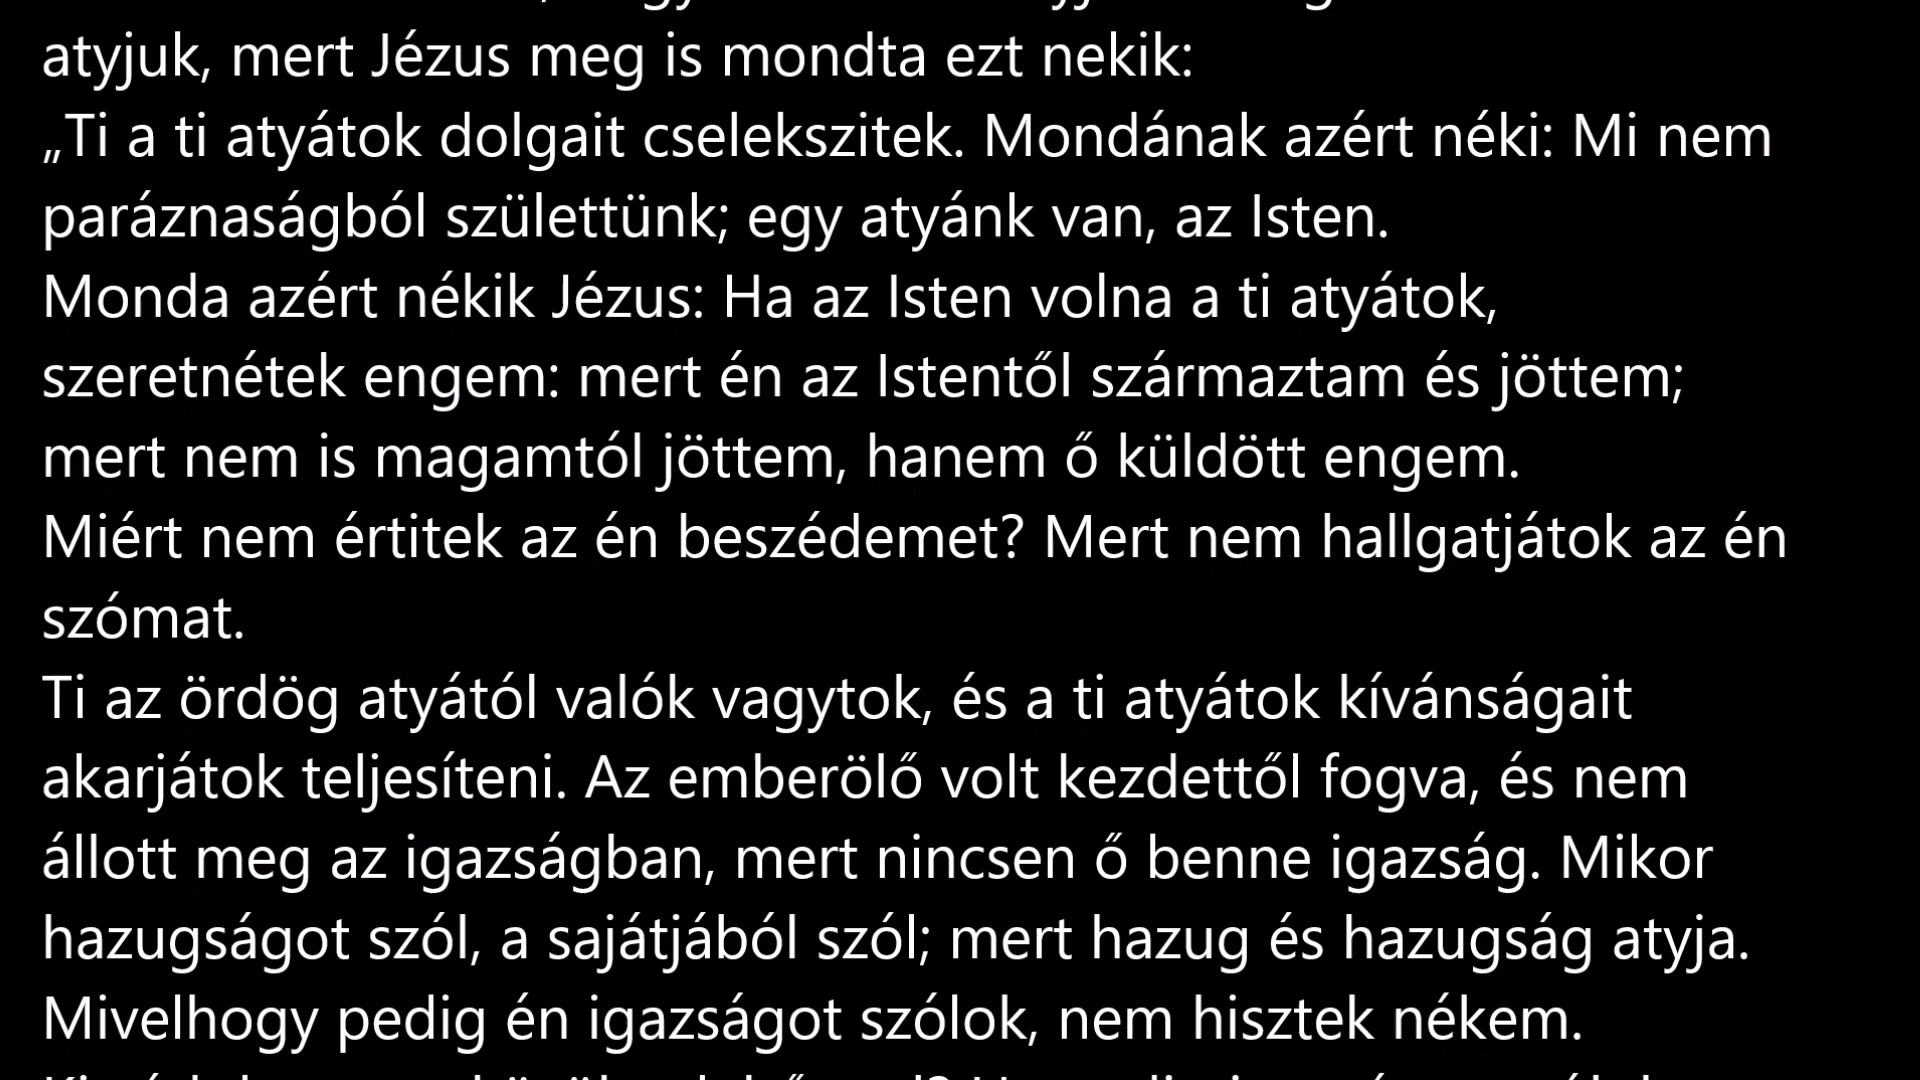 atyjuk, mert Jézus meg is mondta ezt nekik:
„Ti a ti atyátok dolgait cselekszitek. Mondának azért néki: Mi nem
paráznaságból születtünk; egy atyánk van, az Isten.
Monda azért nékik Jézus: Ha az Isten volna a ti atyátok,
szeretnétek engem: mert én az Istentől származtam és jöttem;
mert nem is magamtól jöttem, hanem ő küldött engem.
Miért nem értitek az én beszédemet? Mert nem hallgatjátok az én
szómat.
Ti az ördög atyától valók vagytok, és a ti atyátok kívánságait
akarjátok teljesíteni. Az emberölő volt kezdettől fogva, és nem
állott meg az igazságban, mert nincsen ő benne igazság. Mikor
hazugságot szól, a sajátjából szól; mert hazug és hazugság atyja.
Mivelhogy pedig én igazságot szólok, nem hisztek nékem.